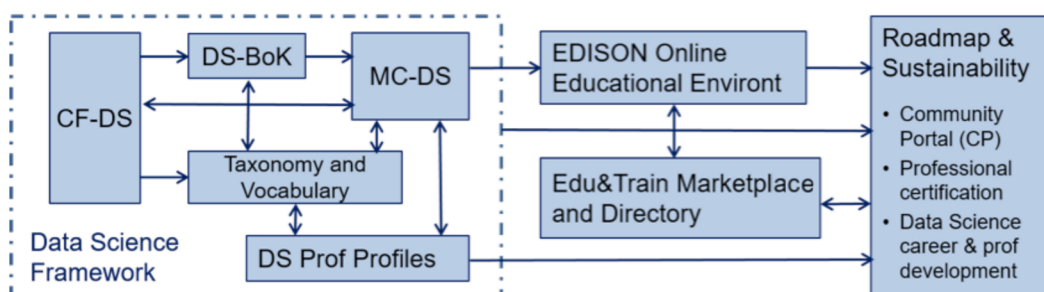 CF-DS
DS-BoK
MC-DS
Taxonomy and
Vocabulary
DS Prof Profiles
Data Science
Framework
EDISON Online
Educational Environt
Edu&Train Marketplace
and Directory
Roadmap &
Sustainability
• Community
Portal (CP)
• Professional
certification
• Data Science
career & prof
development